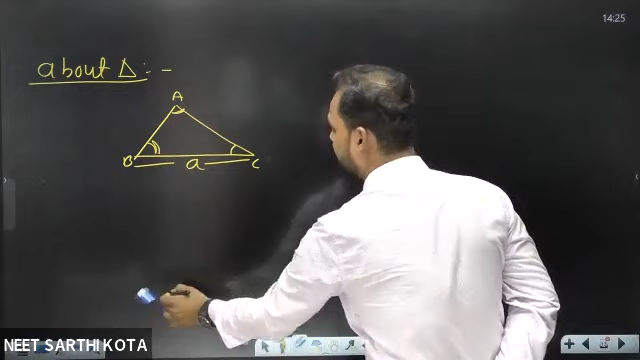 14:25
about Δ : -
A
B a C
NEET SARTHI KOTA